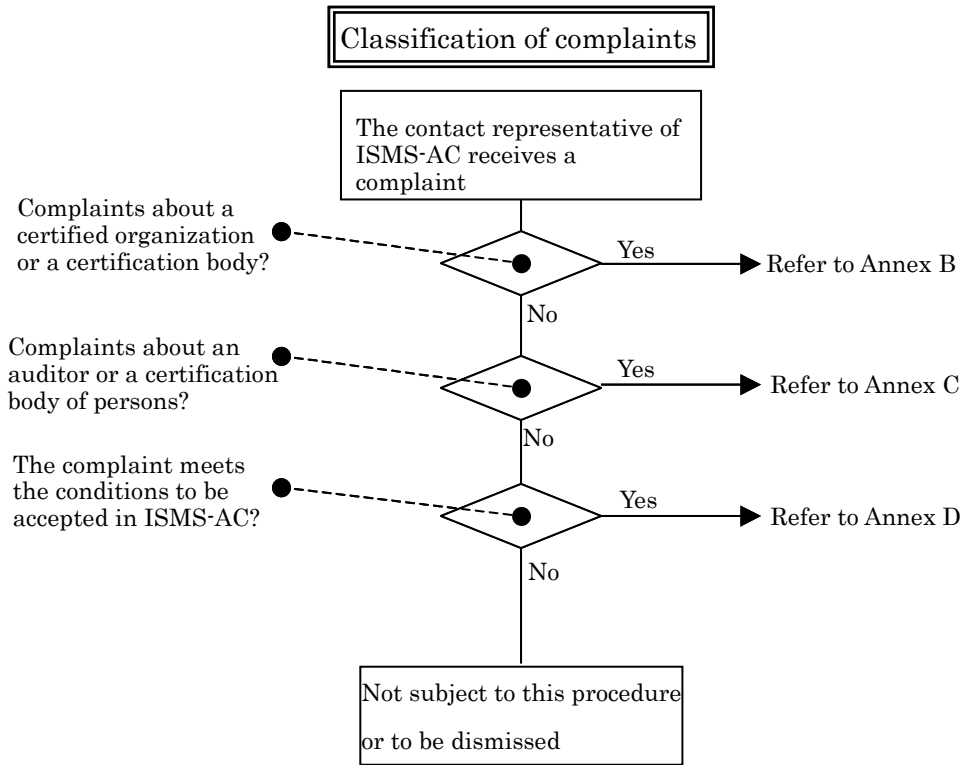 Classification of complaints
The contact representative of
ISMS-AC receives a
complaint
Complaints about a
certified organization
or a certification body?
Yes
Refer to Annex B
No
Complaints about an
auditor or a certification
body of persons?
Yes
Refer to Annex C
No
The complaint meets
the conditions to be
accepted in ISMS-AC?
Yes
Refer to Annex D
No
Not subject to this procedure
or to be dismissed